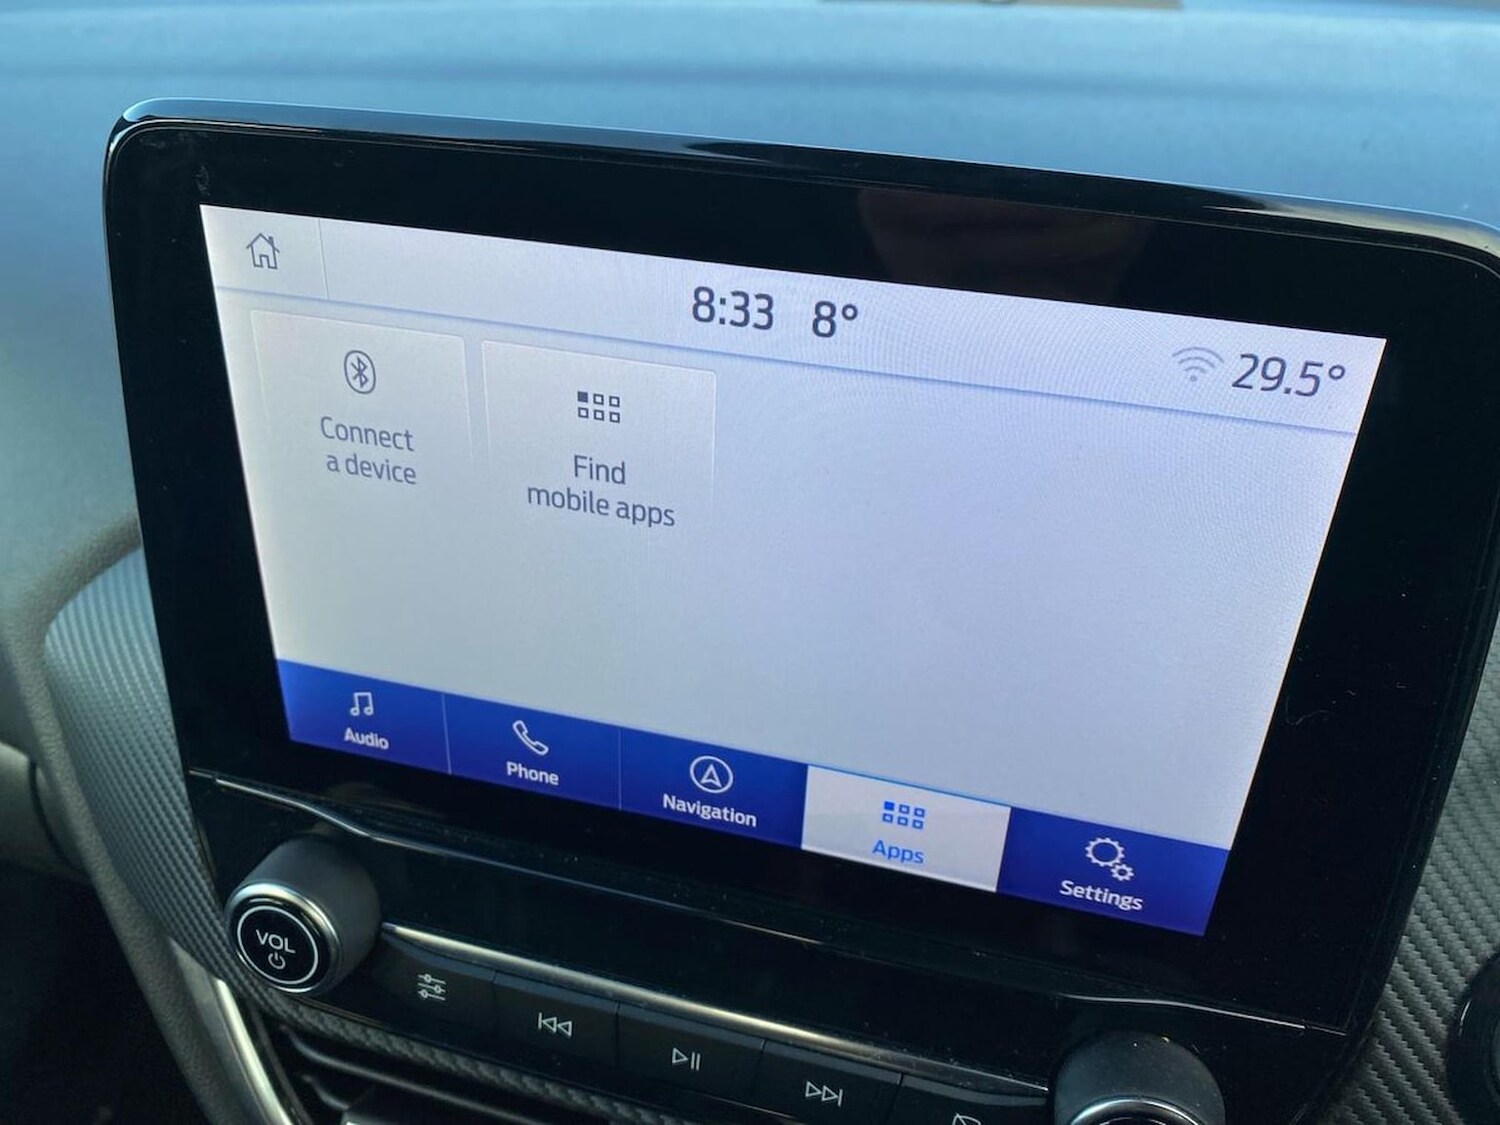 8:33 8°
29.5°
Connect
a device
Find
mobile apps
Audio
Phone
Navigation
Apps
Settings
VOL